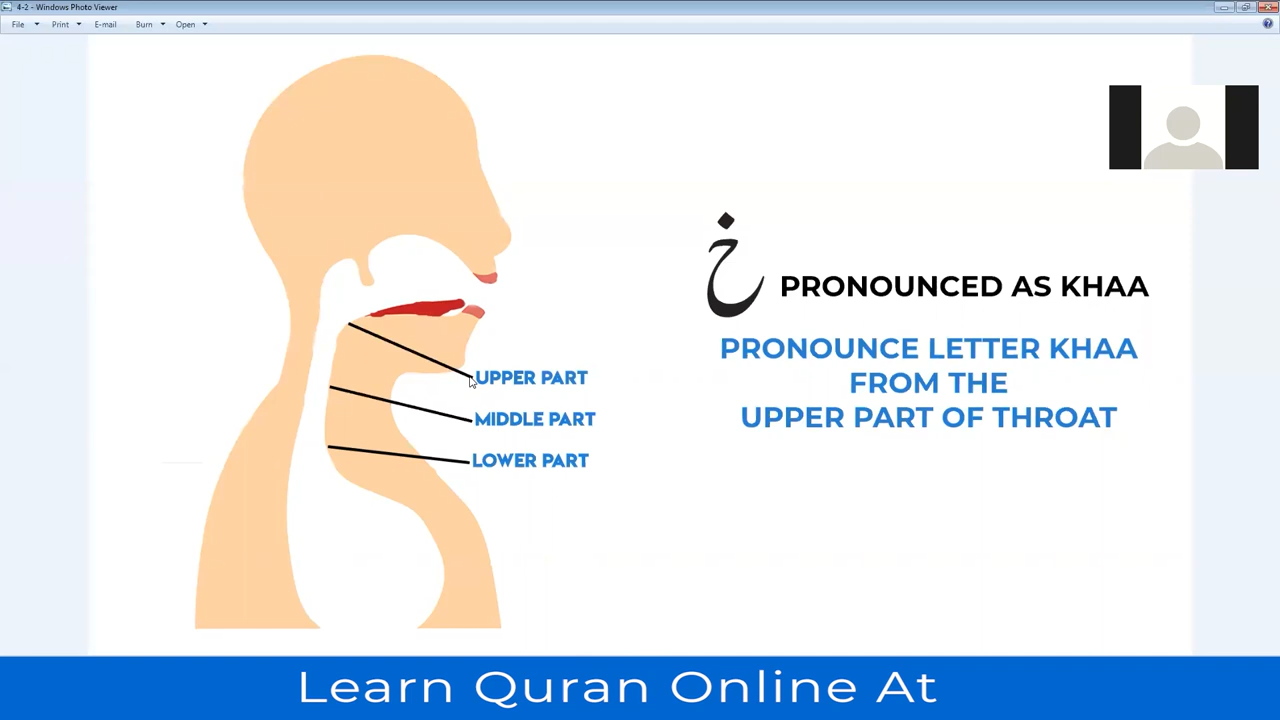 4-2 - Windows Photo Viewer
File Print E-mail Burn Open
خ PRONOUNCED AS KHAA
PRONOUNCE LETTER KHAA
FROM THE
UPPER PART OF THROAT
UPPER PART
MIDDLE PART
LOWER PART
Learn Quran Online At